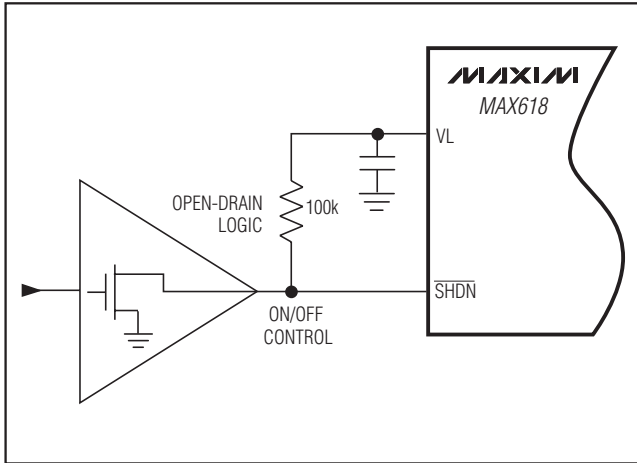 MAXIM
MAX618
VL
OPEN-DRAIN
LOGIC
100k
SHDN
ON/OFF
CONTROL